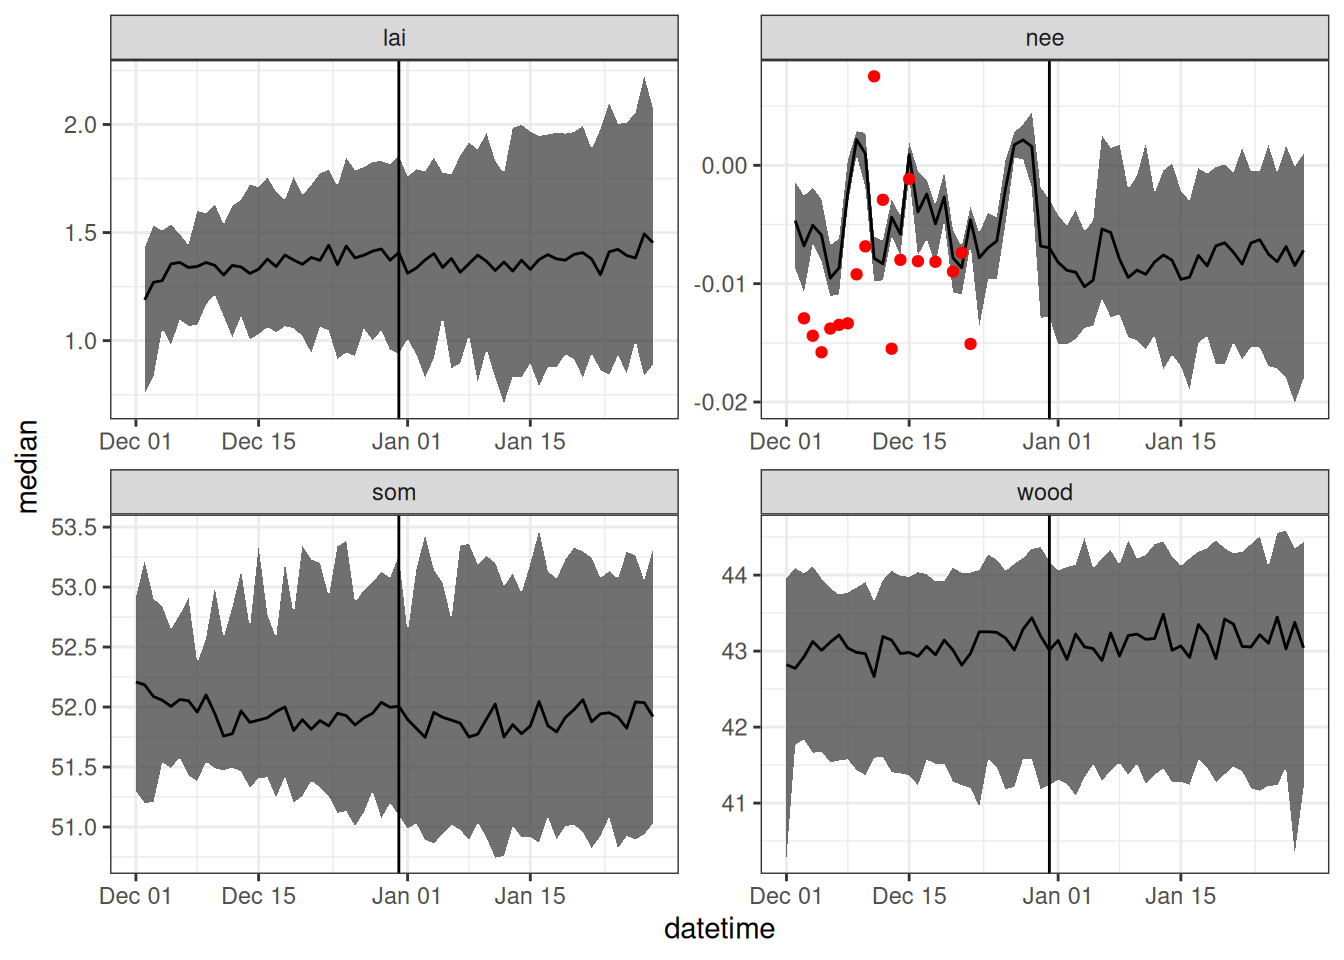 lai
nee
2.0
1.5
1.0
0.00
-0.01
-0.02
Dec 01 Dec 15 Jan 01 Jan 15
Dec 01 Dec 15 Jan 01 Jan 15
median
som
wood
53.5
53.0
52.5
52.0
51.5
51.0
44
43
42
41
Dec 01 Dec 15 Jan 01 Jan 15
Dec 01 Dec 15 Jan 01 Jan 15
datetime